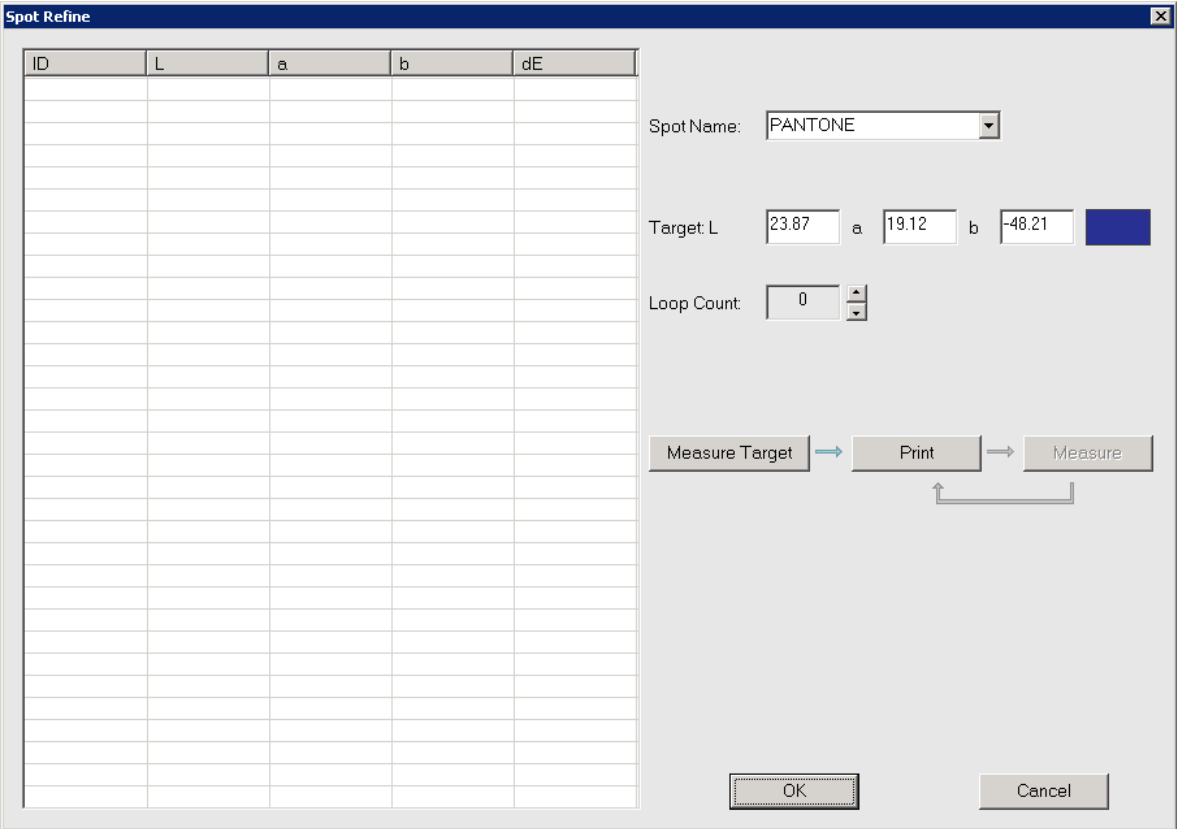 Spot Refine
ID L a b dE
Spot Name: PANTONE
Target: L 23.87 a 19.12 b -48.21
Loop Count: 0
Measure Target Print Measure
OK Cancel